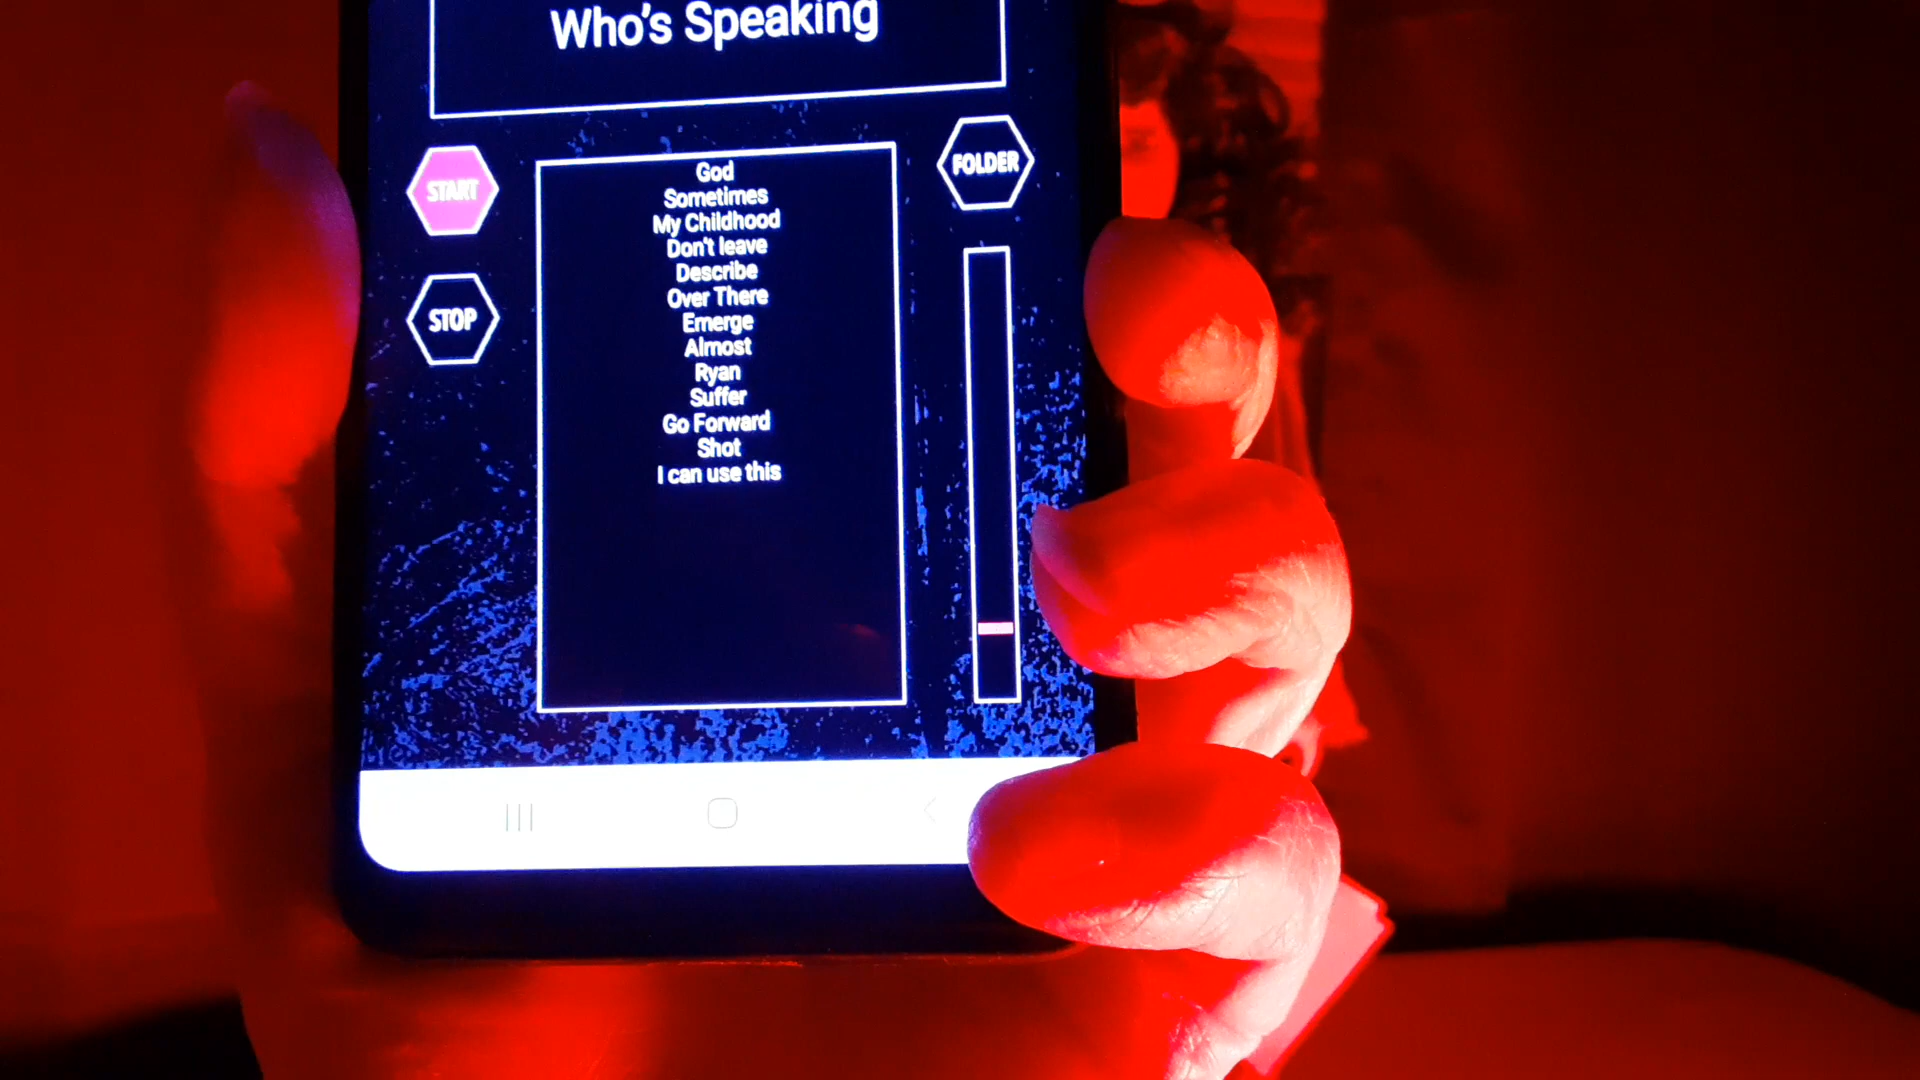 Who's Speaking
START
STOP
FOLDER
God
Sometimes
My Childhood
Don't leave
Describe
Over There
Emerge
Almost
Ryan
Suffer
Go Forward
Shot
I can use this